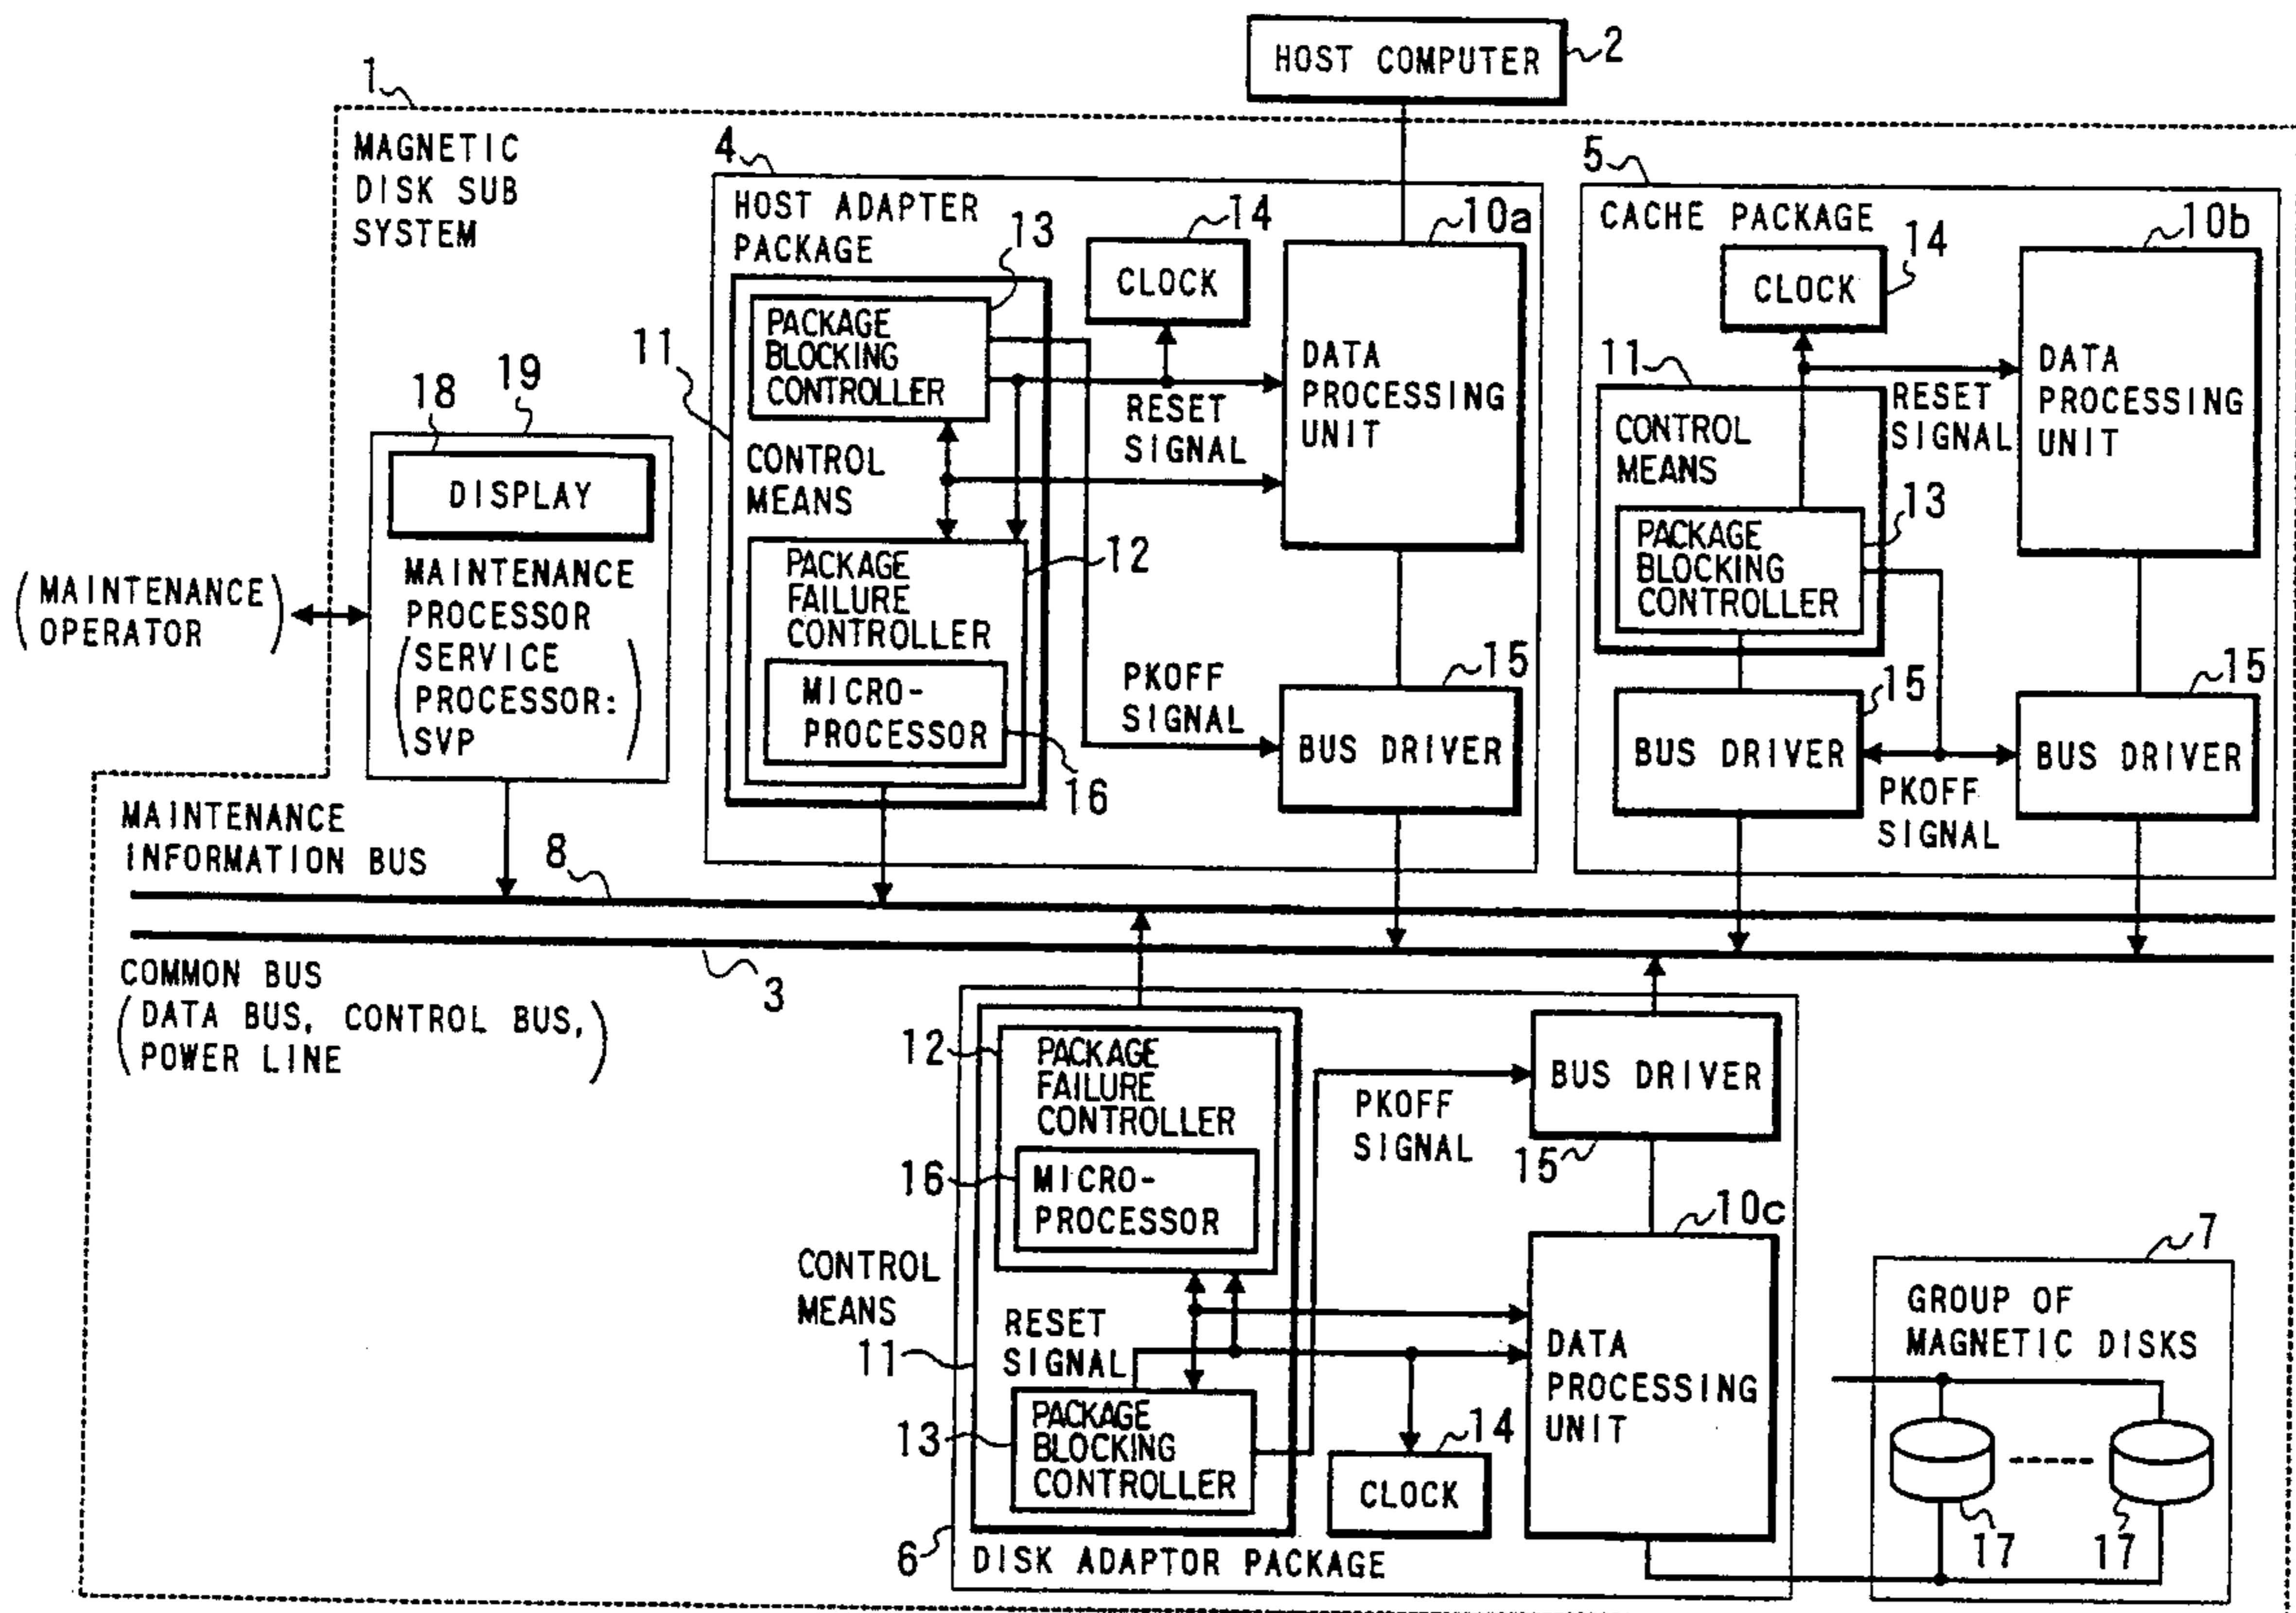 HOST COMPUTER
2
1
MAGNETIC
DISK SUB
SYSTEM
4
HOST ADAPTER
PACKAGE
13
14
CLOCK
10a
DATA
PROCESSING
UNIT
11
PACKAGE
BLOCKING
CONTROLLER
RESET
SIGNAL
CONTROL
MEANS
PACKAGE
FAILURE
CONTROLLER
12
MICRO-
PROCESSOR
16
PKOFF
SIGNAL
15
BUS DRIVER
5
CACHE PACKAGE
14
CLOCK
10b
DATA
PROCESSING
UNIT
11
RESET
SIGNAL
CONTROL
MEANS
13
PACKAGE
BLOCKING
CONTROLLER
15
BUS DRIVER
PKOFF
SIGNAL
15
BUS DRIVER
18
19
DISPLAY
MAINTENANCE
PROCESSOR
(SERVICE
PROCESSOR:
SVP)
(MAINTENANCE
OPERATOR)
MAINTENANCE
INFORMATION BUS
8
COMMON BUS
(DATA BUS, CONTROL BUS,
POWER LINE)
3
12
PACKAGE
FAILURE
CONTROLLER
16
MICRO-
PROCESSOR
PKOFF
SIGNAL
BUS DRIVER
15
10c
CONTROL
MEANS
11
RESET
SIGNAL
DATA
PROCESSING
UNIT
13
PACKAGE
BLOCKING
CONTROLLER
14
CLOCK
6
DISK ADAPTOR PACKAGE
7
GROUP OF
MAGNETIC DISKS
17
17